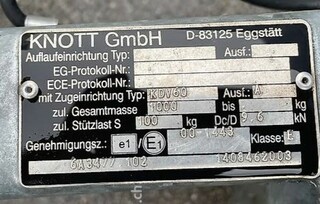 KNOTT GmbH D-83125 Eggstätt
Auflaufeinrichtung Typ: Ausf.:
EG-Protokoll-Nr.
ECE-Protokoll-Nr.:
mit Zugeinrichtung Typ: KDV60 Ausf.: A
zul. Gesamtmasse 1000 bis kg
zul. Stützlast S 100 kg Dc/D 9.6 kN
00-1443 Klasse: E
Genehmigungsz.: e1 E1
102 1408462003